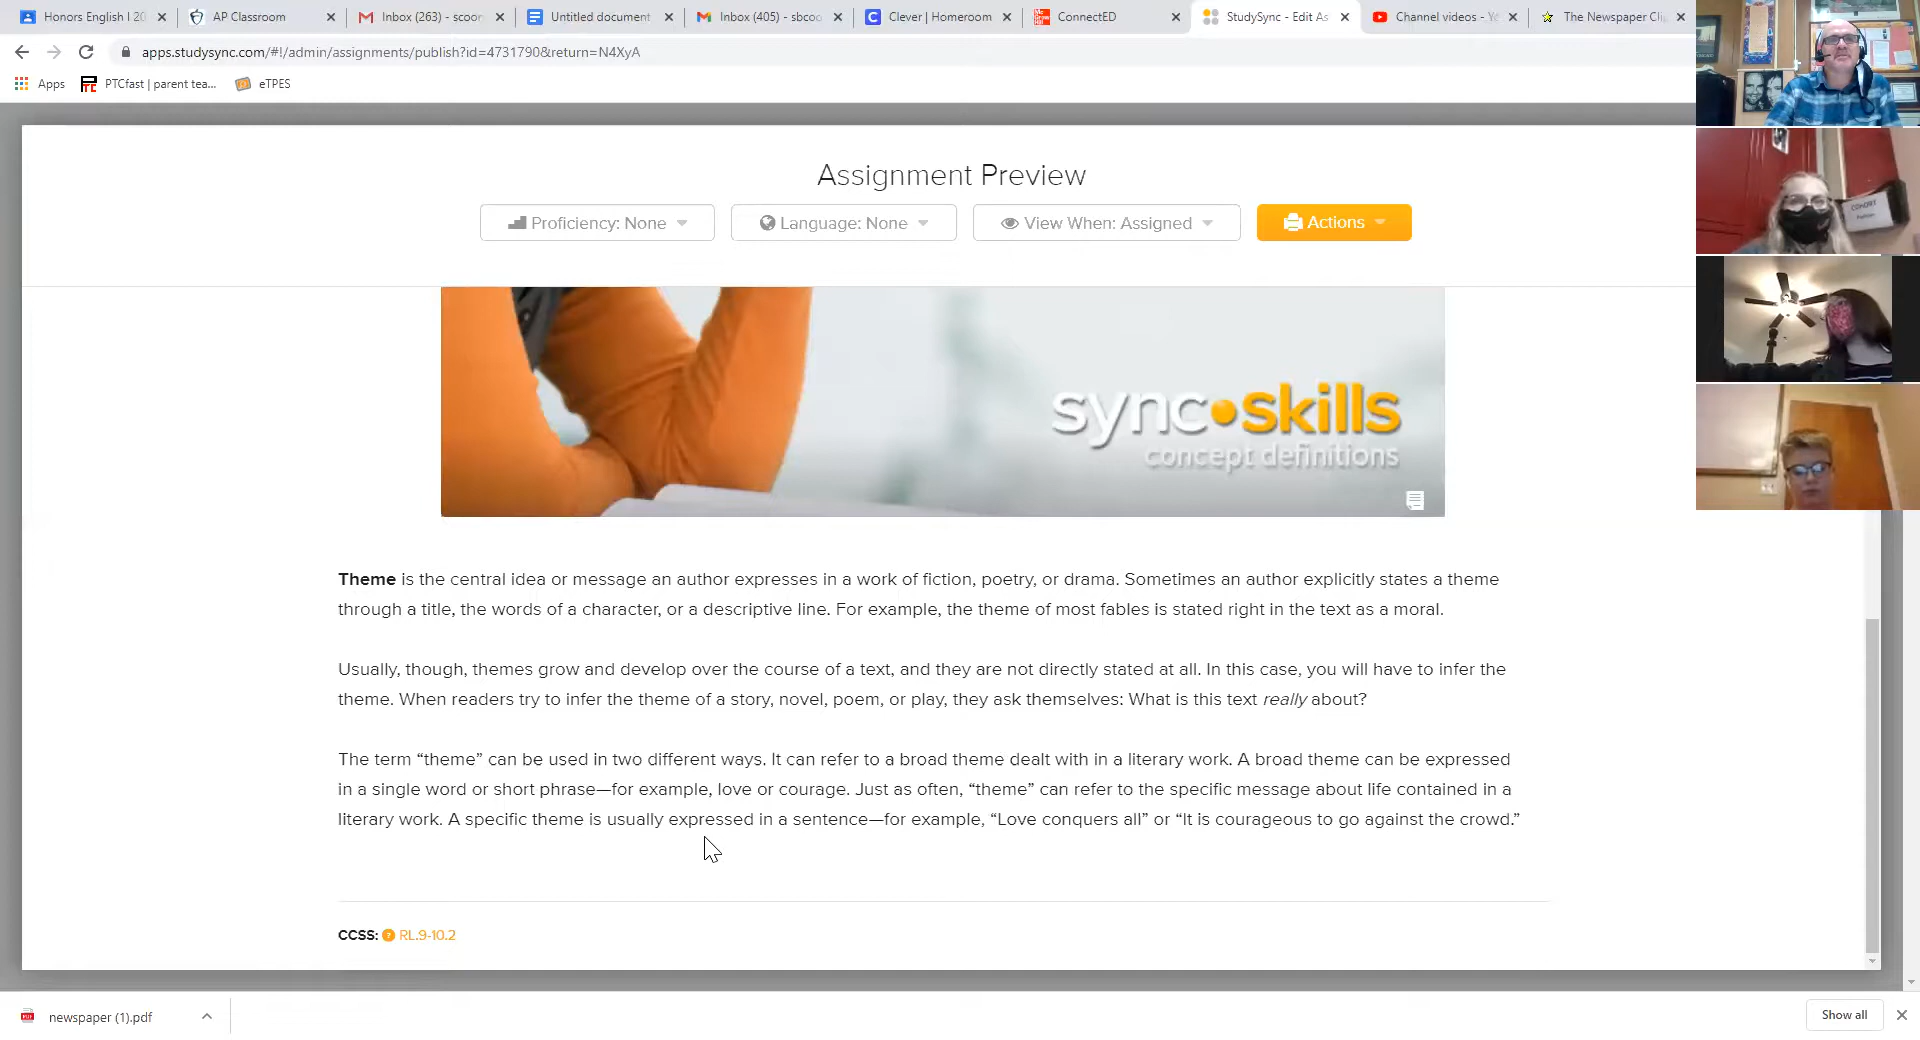 Honors English I 20
AP Classroom
Inbox (263) - scoor
Untitled document
Inbox (405) - sbcoo
Clever | Homeroom
ConnectED
StudySync - Edit As
Channel videos - Yo
The Newspaper Cli
apps.studysync.com/#!/admin/assignments/publish?id=4731790&return=N4XyA
Apps
PTCfast | parent tea...
eTPES
Assignment Preview
Proficiency: None
Language: None
View When: Assigned
Actions
sync•skills
concept definitions
Theme is the central idea or message an author expresses in a work of fiction, poetry, or drama. Sometimes an author explicitly states a theme
through a title, the words of a character, or a descriptive line. For example, the theme of most fables is stated right in the text as a moral.
Usually, though, themes grow and develop over the course of a text, and they are not directly stated at all. In this case, you will have to infer the
theme. When readers try to infer the theme of a story, novel, poem, or play, they ask themselves: What is this text really about?
The term “theme” can be used in two different ways. It can refer to a broad theme dealt with in a literary work. A broad theme can be expressed
in a single word or short phrase—for example, love or courage. Just as often, “theme” can refer to the specific message about life contained in a
literary work. A specific theme is usually expressed in a sentence—for example, “Love conquers all” or “It is courageous to go against the crowd.”
CCSS: RL.9-10.2
newspaper (1).pdf
Show all